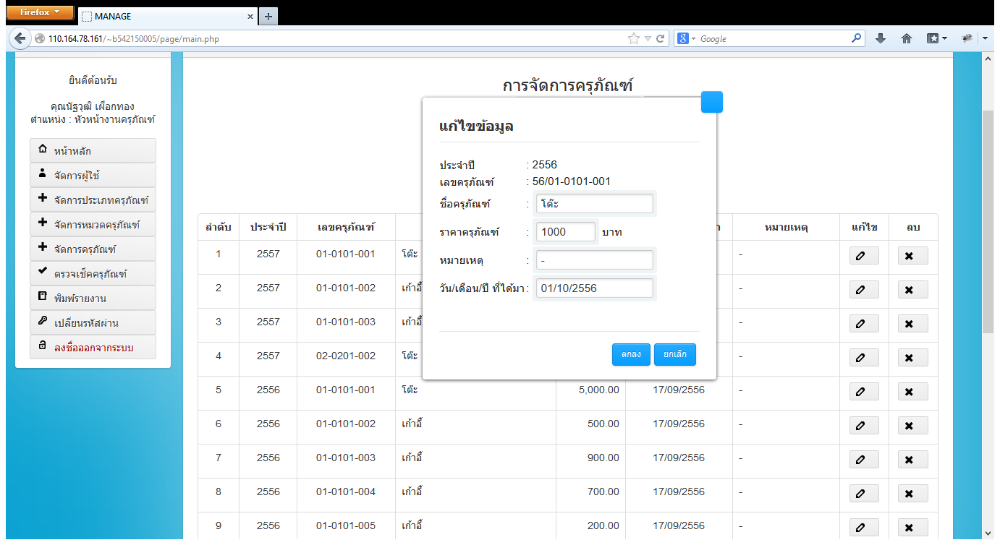 Firefox
MANAGE
110.164.78.161/~b542150005/page/main.php
Google
ยินดีต้อนรับ
คุณนัฐวุฒิ เผือกทอง
ตำแหน่ง : หัวหน้างานครุภัณฑ์
หน้าหลัก
จัดการผู้ใช้
จัดการประเภทครุภัณฑ์
จัดการหมวดครุภัณฑ์
จัดการครุภัณฑ์
ตรวจเช็คครุภัณฑ์
พิมพ์รายงาน
เปลี่ยนรหัสผ่าน
ลงชื่อออกจากระบบ
การจัดการครุภัณฑ์
แก้ไขข้อมูล
ประจำปี : 2556
เลขครุภัณฑ์ : 56/01-0101-001
ชื่อครุภัณฑ์ : โต๊ะ
ราคาครุภัณฑ์ : 1000 บาท
หมายเหตุ : -
วัน/เดือน/ปี ที่ได้มา : 01/10/2556
ตกลง ยกเลิก
ลำดับ ประจำปี เลขครุภัณฑ์ า หมายเหตุ แก้ไข ลบ
1 2557 01-0101-001 โต๊ะ -
2 2557 01-0101-002 เก้าอี้ -
3 2557 01-0101-003 เก้าอี้ -
4 2557 02-0201-002 โต๊ะ -
5 2556 01-0101-001 โต๊ะ 5,000.00 17/09/2556 -
6 2556 01-0101-002 เก้าอี้ 500.00 17/09/2556 -
7 2556 01-0101-003 เก้าอี้ 900.00 17/09/2556 -
8 2556 01-0101-004 เก้าอี้ 700.00 17/09/2556 -
9 2556 01-0101-005 เก้าอี้ 200.00 17/09/2556 -